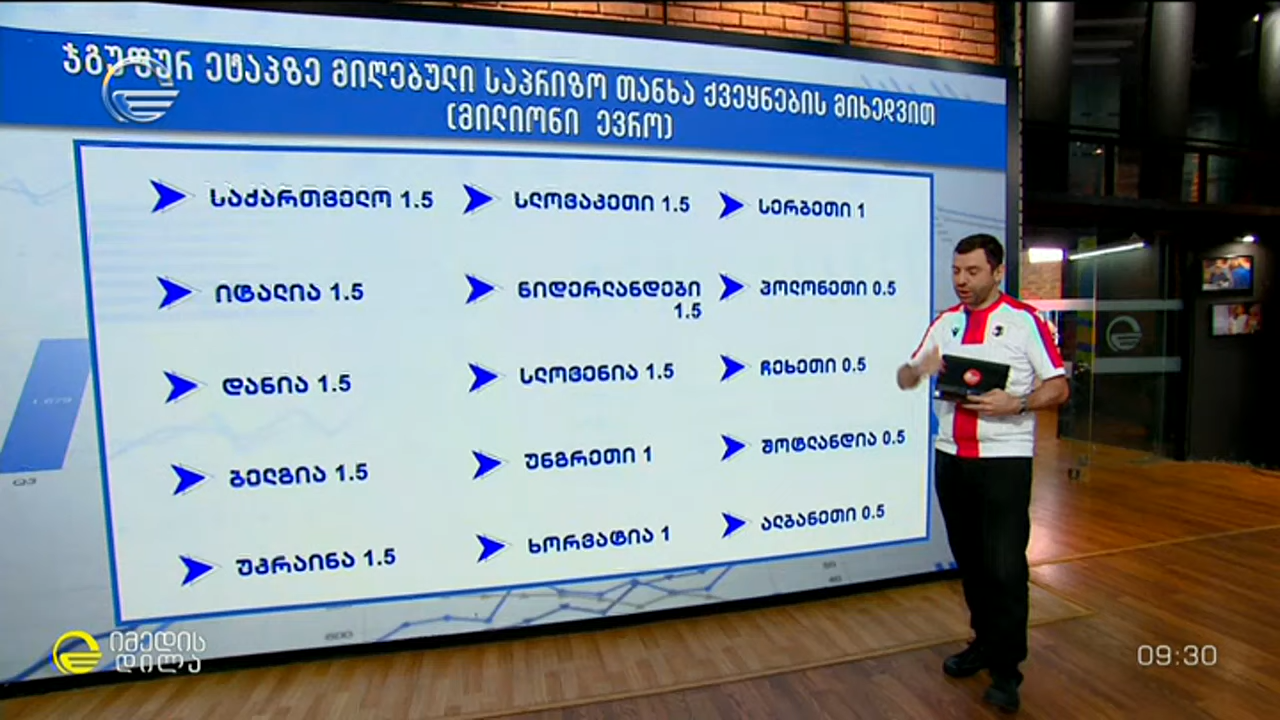 ჯგუფურ ეტაპზე მიღებული საპრიზო თანხა ქვეყნების მიხედვით
(მილიონი ევრო)
საქართველო 1.5
იტალია 1.5
დანია 1.5
ბელგია 1.5
უკრაინა 1.5
სლოვაკეთი 1.5
ნიდერლანდები
1.5
სლოვენია 1.5
უნგრეთი 1
ხორვატია 1
სერბეთი 1
პოლონეთი 0.5
ჩეხეთი 0.5
შოტლანდია 0.5
ალბანეთი 0.5
Q3
600
იმედის
დილა
09:30